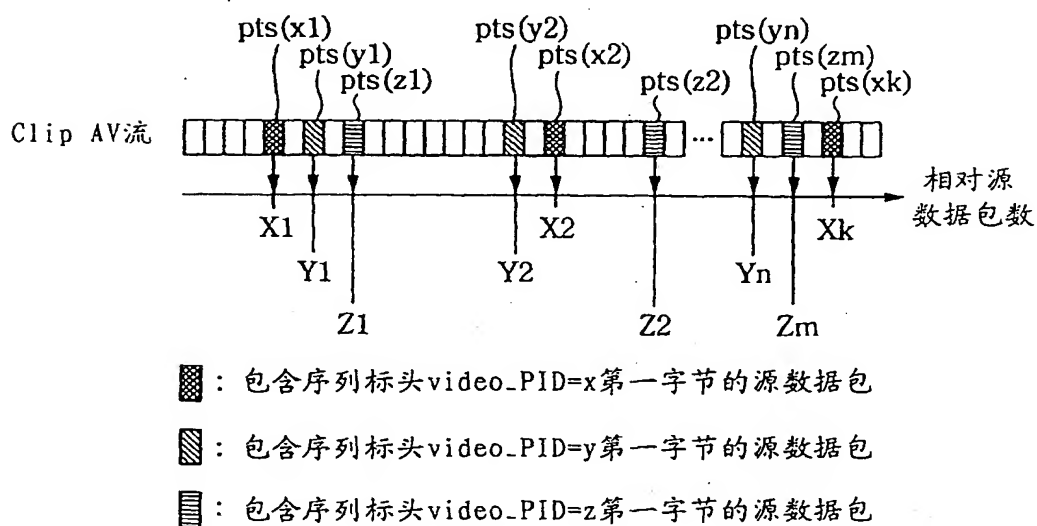 pts(x1)
pts(y1)
pts(z1)
pts(y2)
pts(x2)
pts(z2)
pts(yn)
pts(zm)
pts(xk)
Clip AV流
...
相对源
数据包数
X1
Y1
Z1
Y2
X2
Z2
Yn
Zm
Xk
: 包含序列标头video_PID=x第一字节的源数据包
: 包含序列标头video_PID=y第一字节的源数据包
: 包含序列标头video_PID=z第一字节的源数据包